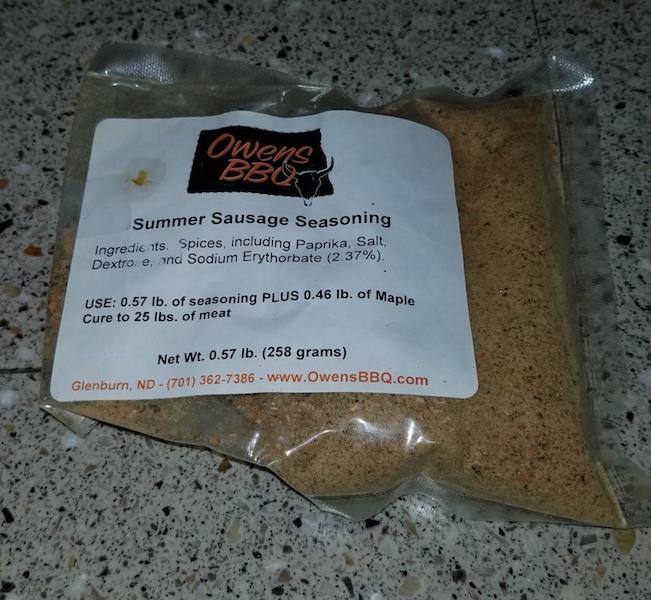 Owens
BBQ
Summer Sausage Seasoning
Ingredients: Spices, including Paprika, Salt,
Dextrose, and Sodium Erythorbate (2.37%).
USE: 0.57 lb. of seasoning PLUS 0.46 lb. of Maple
Cure to 25 lbs. of meat
Net Wt. 0.57 lb. (258 grams)
Glenburn, ND - (701) 362-7386 - www.OwensBBQ.com